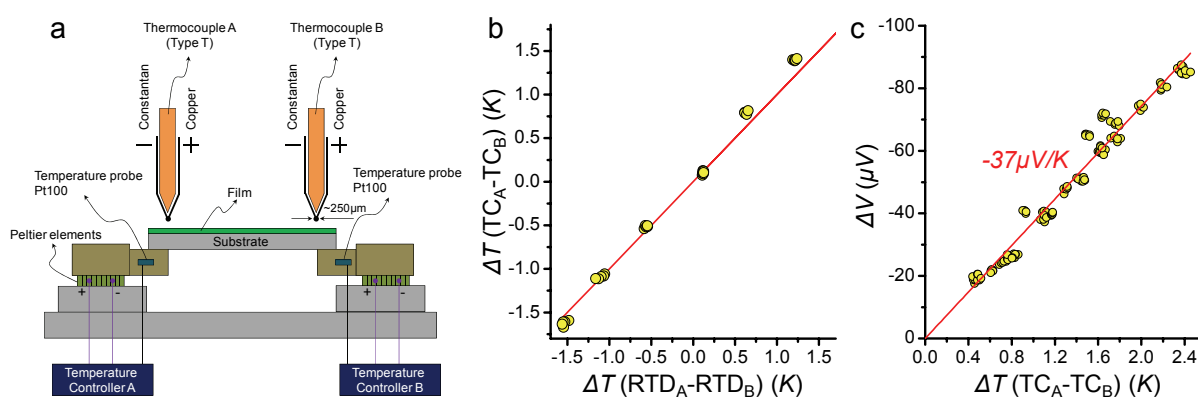 a
Thermocouple A
(Type T)
Thermocouple B
(Type T)
Constantan
Copper
Constantan
Copper
− +
− +
Temperature probe
Pt100
Film
~250µm
Temperature probe
Pt100
Substrate
Peltier elements
+ -
+ -
Temperature
Controller A
Temperature
Controller B
b
ΔT (TC_A-TC_B) (K)
1.5
1.0
0.5
0.0
-0.5
-1.0
-1.5
-1.5 -1.0 -0.5 0.0 0.5 1.0 1.5
ΔT (RTD_A-RTD_B) (K)
c
ΔV (µV)
-100
-80
-60
-40
-20
0
-37µV/K
0.0 0.4 0.8 1.2 1.6 2.0 2.4
ΔT (TC_A-TC_B) (K)